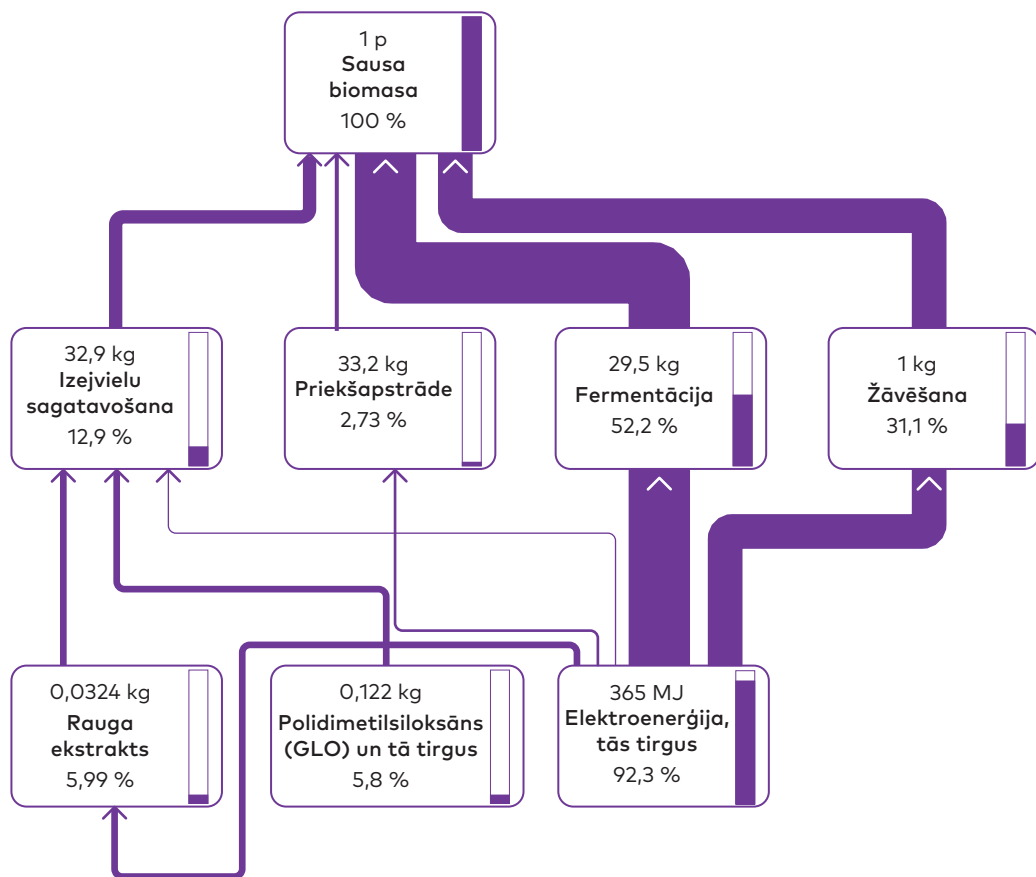 1 p
Sausa
biomasa
100 %
32,9 kg
Izejvielu
sagatavošana
12,9 %
33,2 kg
Priekšapstrāde
2,73 %
29,5 kg
Fermentācija
52,2 %
1 kg
Žāvēšana
31,1 %
0,0324 kg
Rauga
ekstrakts
5,99 %
0,122 kg
Polidimetilsiloksāns
(GLO) un tā tirgus
5,8 %
365 MJ
Elektroenerģija,
tās tirgus
92,3 %